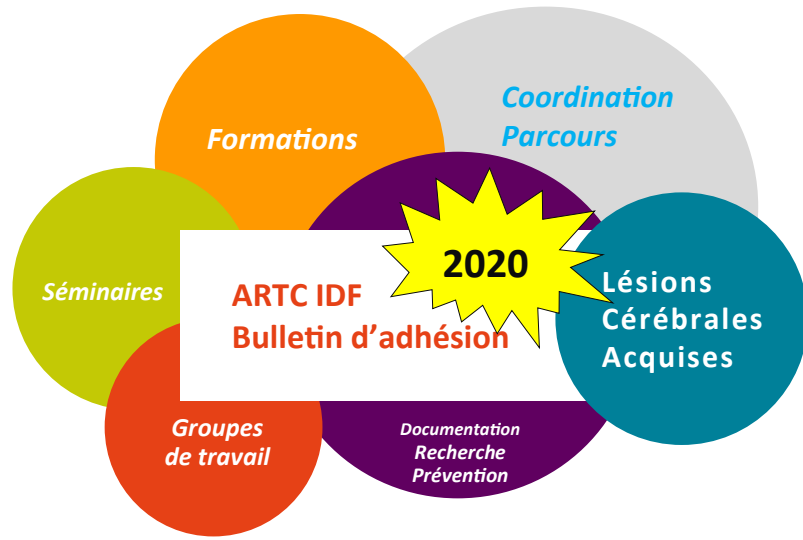 Coordination
Parcours
Formations
2020
Séminaires
ARTC IDF
Bulletin d'adhésion
Lésions
Cérébrales
Acquises
Groupes
de travail
Documentation
Recherche
Prévention